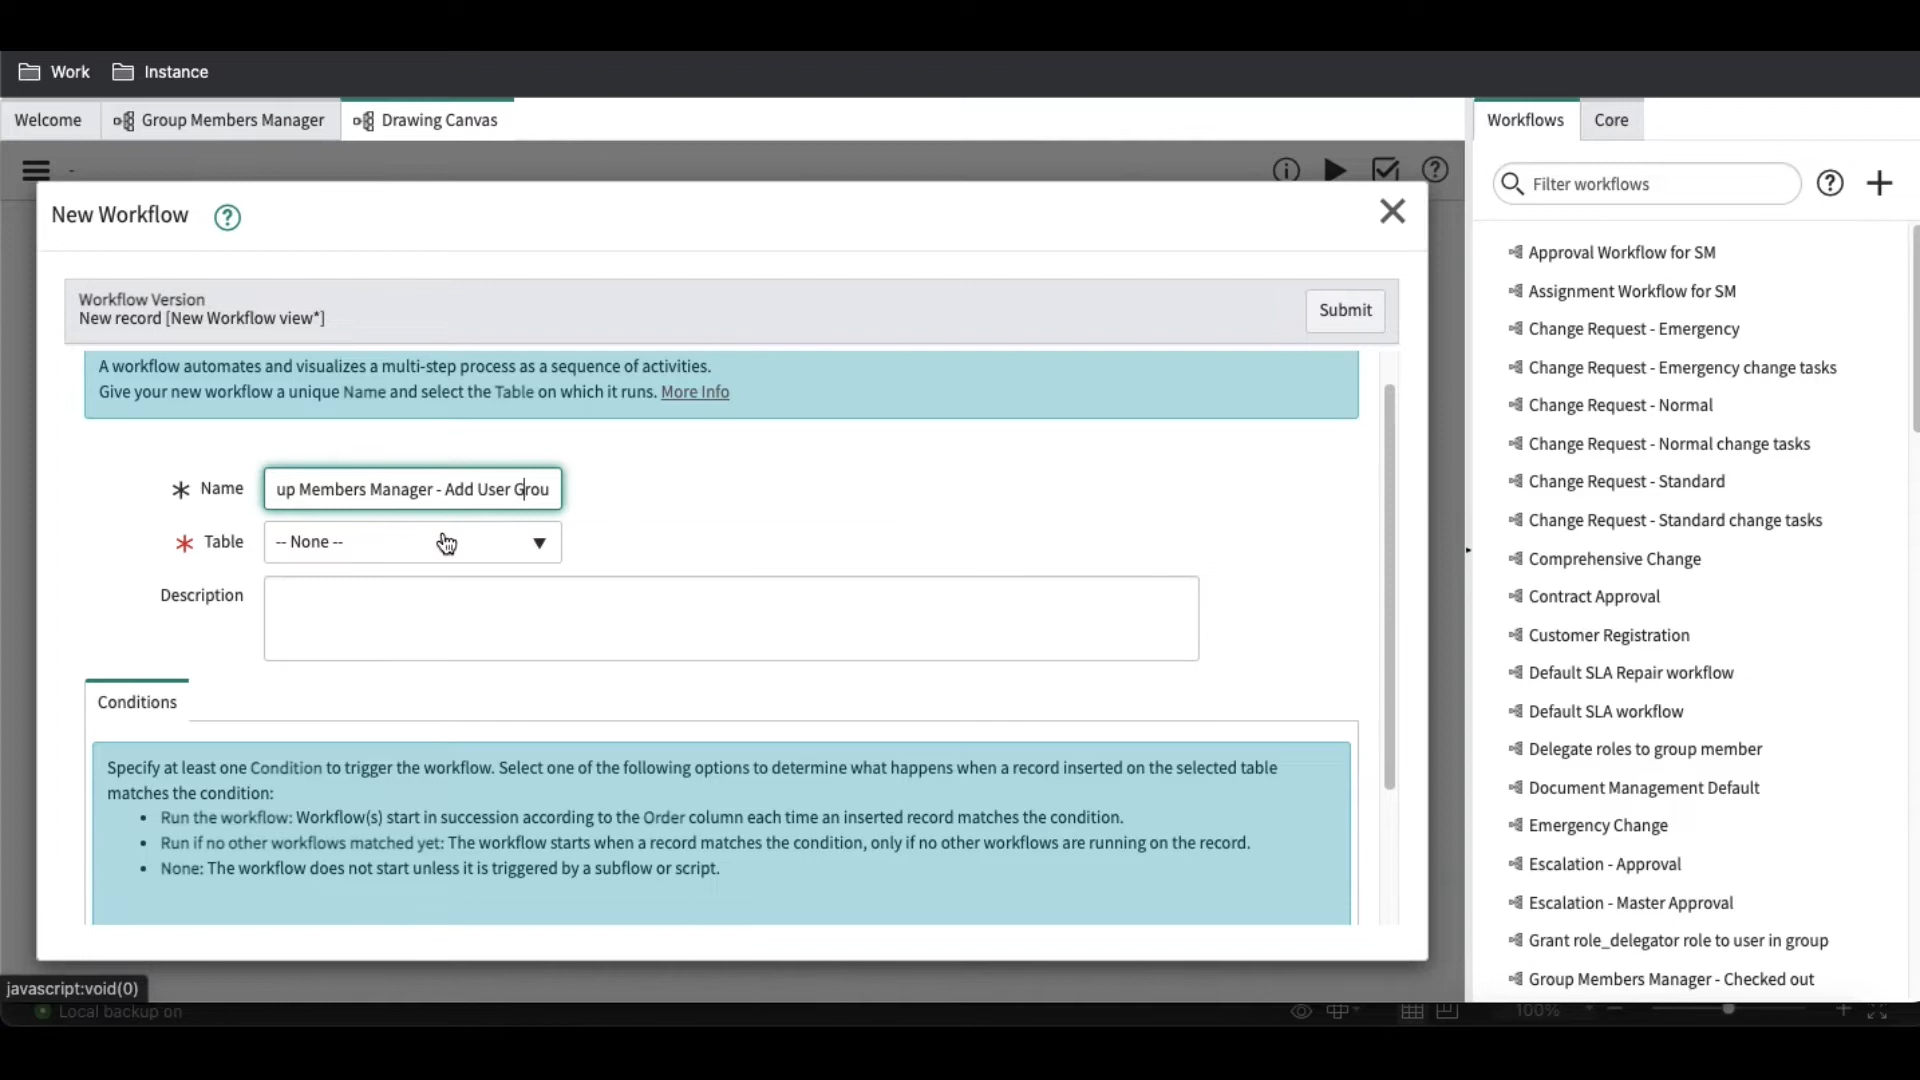 Work Instance
Welcome Group Members Manager Drawing Canvas Workflows Core
-
New Workflow
Filter workflows
Workflow Version
New record [New Workflow view*]
Submit
A workflow automates and visualizes a multi-step process as a sequence of activities.
Give your new workflow a unique Name and select the Table on which it runs. More Info
Name up Members Manager - Add User Grou
Table -- None --
Description
Conditions
Specify at least one Condition to trigger the workflow. Select one of the following options to determine what happens when a record inserted on the selected table
matches the condition:
• Run the workflow: Workflow(s) start in succession according to the Order column each time an inserted record matches the condition.
• Run if no other workflows matched yet: The workflow starts when a record matches the condition, only if no other workflows are running on the record.
• None: The workflow does not start unless it is triggered by a subflow or script.
Approval Workflow for SM
Assignment Workflow for SM
Change Request - Emergency
Change Request - Emergency change tasks
Change Request - Normal
Change Request - Normal change tasks
Change Request - Standard
Change Request - Standard change tasks
Comprehensive Change
Contract Approval
Customer Registration
Default SLA Repair workflow
Default SLA workflow
Delegate roles to group member
Document Management Default
Emergency Change
Escalation - Approval
Escalation - Master Approval
Grant role_delegator role to user in group
Group Members Manager - Checked out
javascript:void(0)
Local backup on
100%